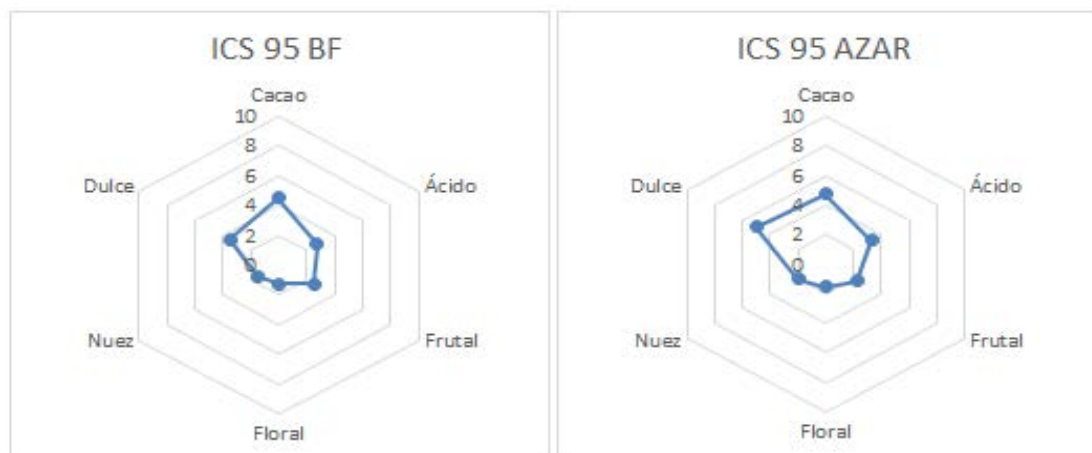 ICS 95 BF
Cacao
10
8
6
4
2
0
Ácido
Frutal
Floral
Nuez
Dulce
ICS 95 AZAR
Cacao
10
8
6
4
2
0
Ácido
Frutal
Floral
Nuez
Dulce